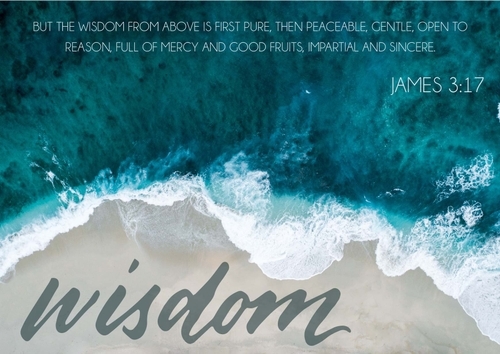 BUT THE WISDOM FROM ABOVE IS FIRST PURE, THEN PEACEABLE, GENTLE, OPEN TO
REASON, FULL OF MERCY AND GOOD FRUITS, IMPARTIAL AND SINCERE.
JAMES 3:17
wisdom